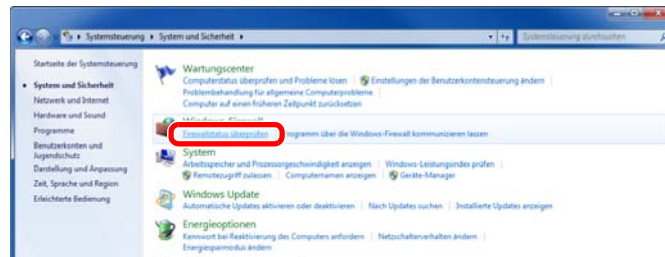 Systemsteuerung ▸ System und Sicherheit ▸
Systemsteuerung durchsuchen
Startseite der Systemsteuerung
System und Sicherheit
Netzwerk und Internet
Hardware und Sound
Programme
Benutzerkonten und
Jugendschutz
Darstellung und Anpassung
Zeit, Sprache und Region
Erleichterte Bedienung
Wartungscenter
Computerstatus überprüfen und Probleme lösen | Einstellungen der Benutzerkontensteuerung ändern |
Problembehandlung für allgemeine Computerprobleme |
Computer auf einen früheren Zeitpunkt zurücksetzen
Windows-Firewall
Firewallstatus überprüfen | Programm über die Windows-Firewall kommunizieren lassen
System
Arbeitsspeicher und Prozessorgeschwindigkeit anzeigen | Windows-Leistungsindex prüfen |
Remotezugriff zulassen | Computernamen anzeigen | Geräte-Manager
Windows Update
Automatische Updates aktivieren oder deaktivieren | Nach Updates suchen | Installierte Updates anzeigen
Energieoptionen
Kennwort bei Reaktivierung des Computers anfordern | Netzschalterverhalten ändern |
Energiesparmodus ändern